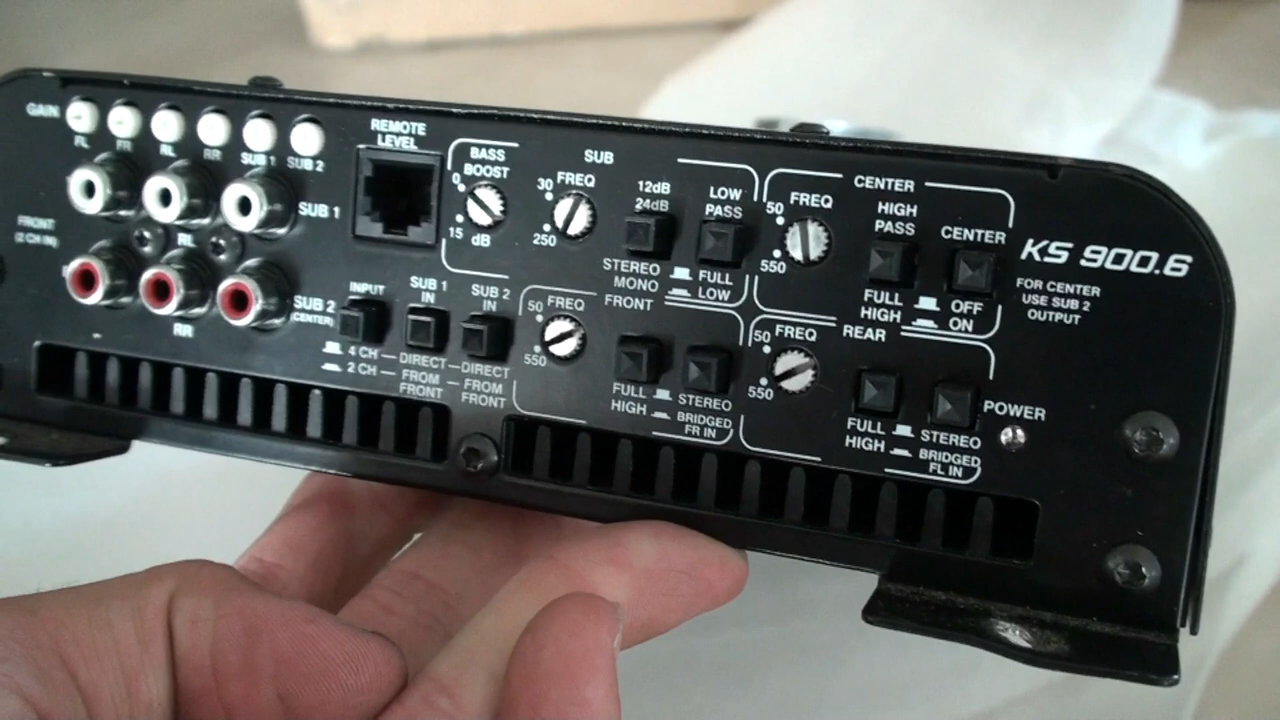 GAIN
FL FR RL RR SUB 1 SUB 2
FRONT
(2 CH IN)
RL
SUB 1
RR
SUB 2
(CENTER)
REMOTE
LEVEL
INPUT
4 CH
2 CH
SUB 1
IN
DIRECT
FROM
FRONT
SUB 2
IN
DIRECT
FROM
FRONT
SUB
BASS
BOOST
0
15
dB
FREQ
30
250
12dB
24dB
STEREO
MONO
LOW
PASS
FULL
LOW
CENTER
FREQ
50
550
HIGH
PASS
FULL
HIGH
CENTER
OFF
ON
KS 900.6
FOR CENTER
USE SUB 2
OUTPUT
FRONT
FREQ
50
550
FULL
HIGH
STEREO
BRIDGED
FR IN
REAR
FREQ
50
550
FULL
HIGH
STEREO
BRIDGED
FL IN
POWER